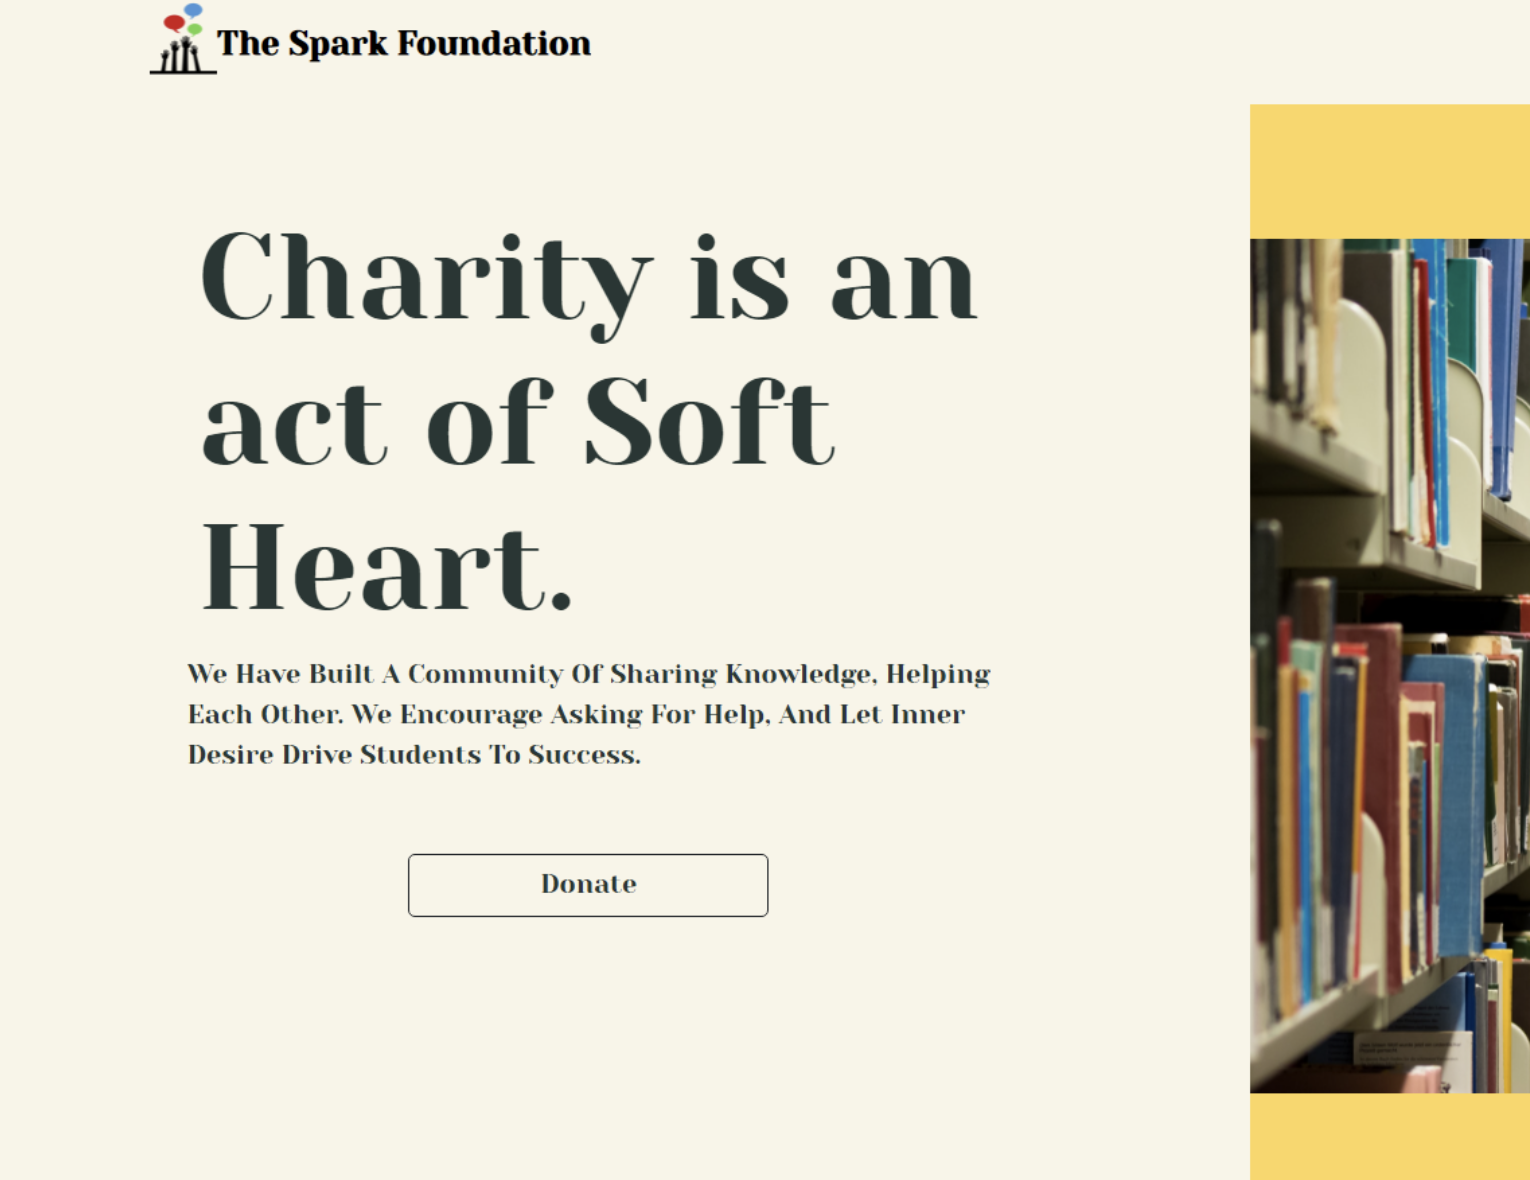 The Spark Foundation
Charity is an
act of Soft
Heart.
We Have Built A Community Of Sharing Knowledge, Helping
Each Other. We Encourage Asking For Help, And Let Inner
Desire Drive Students To Success.
Donate